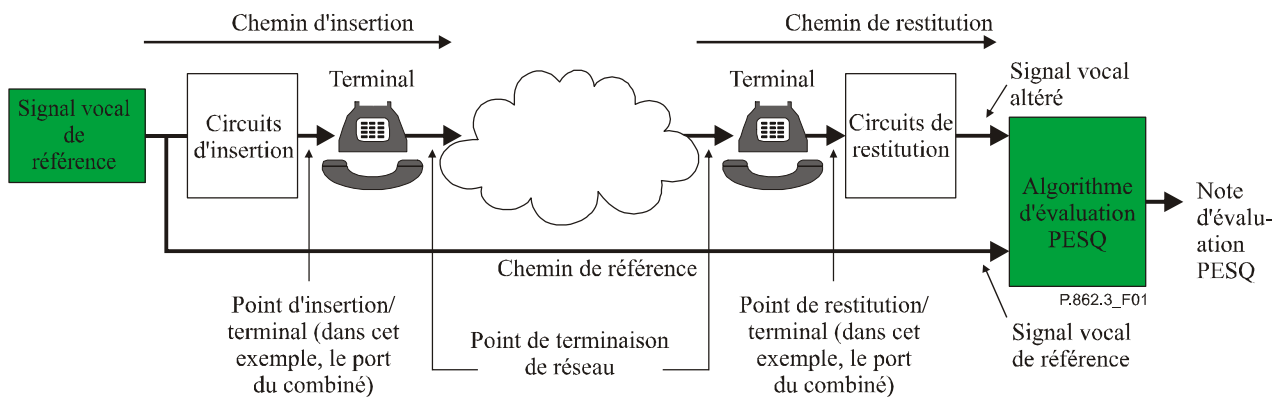 Chemin d'insertion
Chemin de restitution
Terminal
Terminal
Signal vocal
altéré
Signal vocal
de
référence
Circuits
d'insertion
Circuits de
restitution
Algorithme
d'évaluation
PESQ
Note
d'évalu-
ation
PESQ
Chemin de référence
P.862.3_F01
Point d'insertion/
terminal (dans cet
exemple, le port
du combiné)
Point de terminaison
de réseau
Point de restitution/
terminal (dans cet
exemple, le port
du combiné)
Signal vocal
de référence